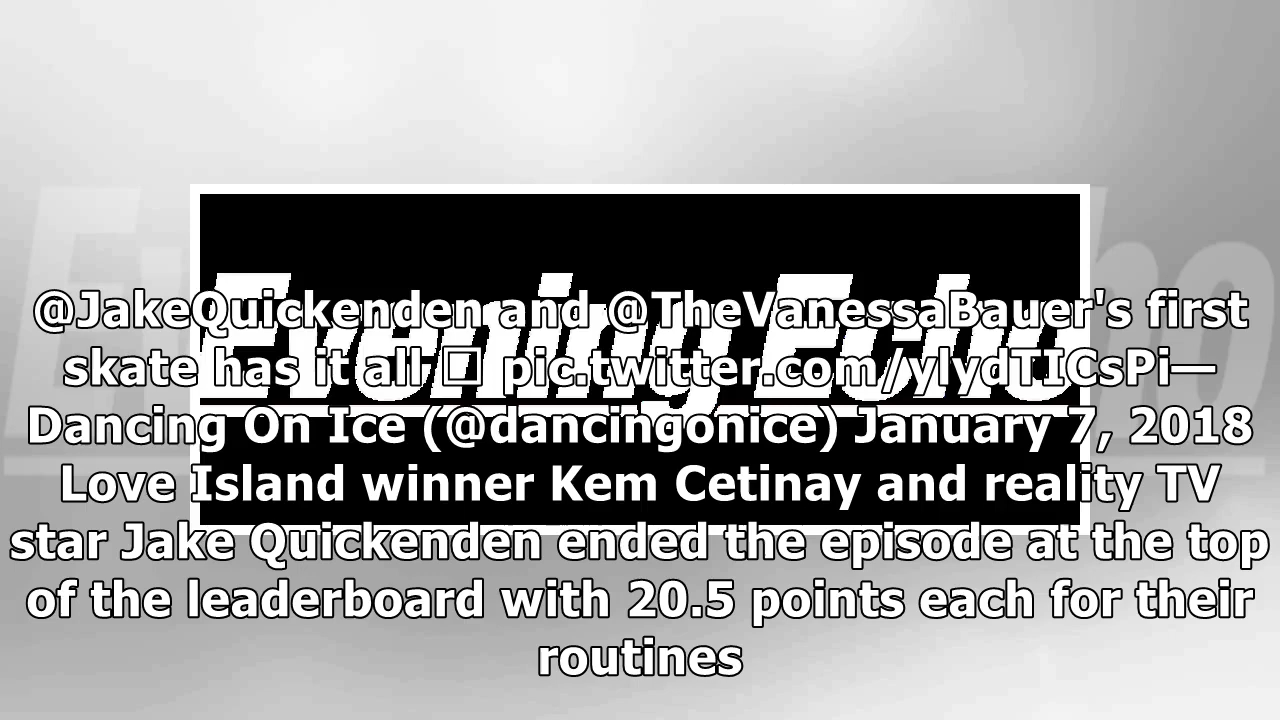 Evening Echo
@JakeQuickenden and @TheVanessaBauer's first
skate has it all □ pic.twitter.com/ylydTICsPi—
Dancing On Ice (@dancingonice) January 7, 2018
Love Island winner Kem Cetinay and reality TV
star Jake Quickenden ended the episode at the top
of the leaderboard with 20.5 points each for their
routines